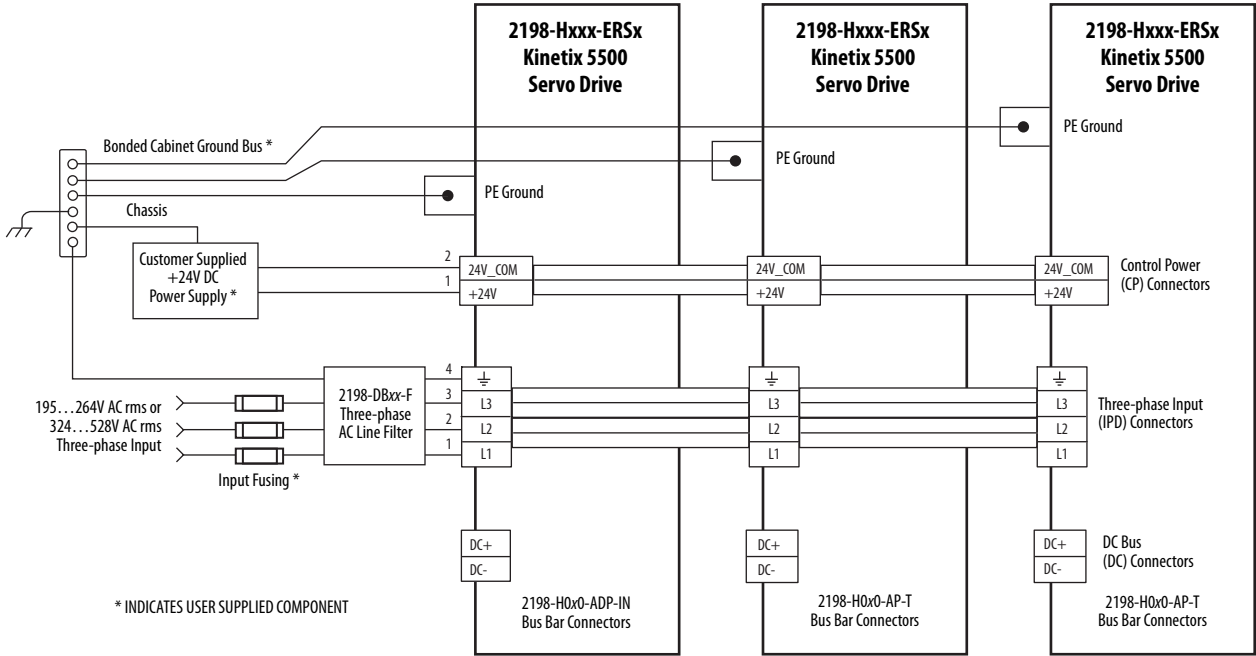 2198-Hxxx-ERSx
Kinetix 5500
Servo Drive
2198-Hxxx-ERSx
Kinetix 5500
Servo Drive
2198-Hxxx-ERSx
Kinetix 5500
Servo Drive
Bonded Cabinet Ground Bus *
PE Ground
PE Ground
PE Ground
Chassis
Customer Supplied
+24V DC
Power Supply *
2
1
24V_COM
+24V
24V_COM
+24V
24V_COM
+24V
Control Power
(CP) Connectors
195…264V AC rms or
324…528V AC rms
Three-phase Input
Input Fusing *
2198-DBxx-F
Three-phase
AC Line Filter
4
3
2
1
L3
L2
L1
L3
L2
L1
L3
L2
L1
Three-phase Input
(IPD) Connectors
DC+
DC-
DC+
DC-
DC+
DC-
DC Bus
(DC) Connectors
* INDICATES USER SUPPLIED COMPONENT
2198-H0x0-ADP-IN
Bus Bar Connectors
2198-H0x0-AP-T
Bus Bar Connectors
2198-H0x0-AP-T
Bus Bar Connectors